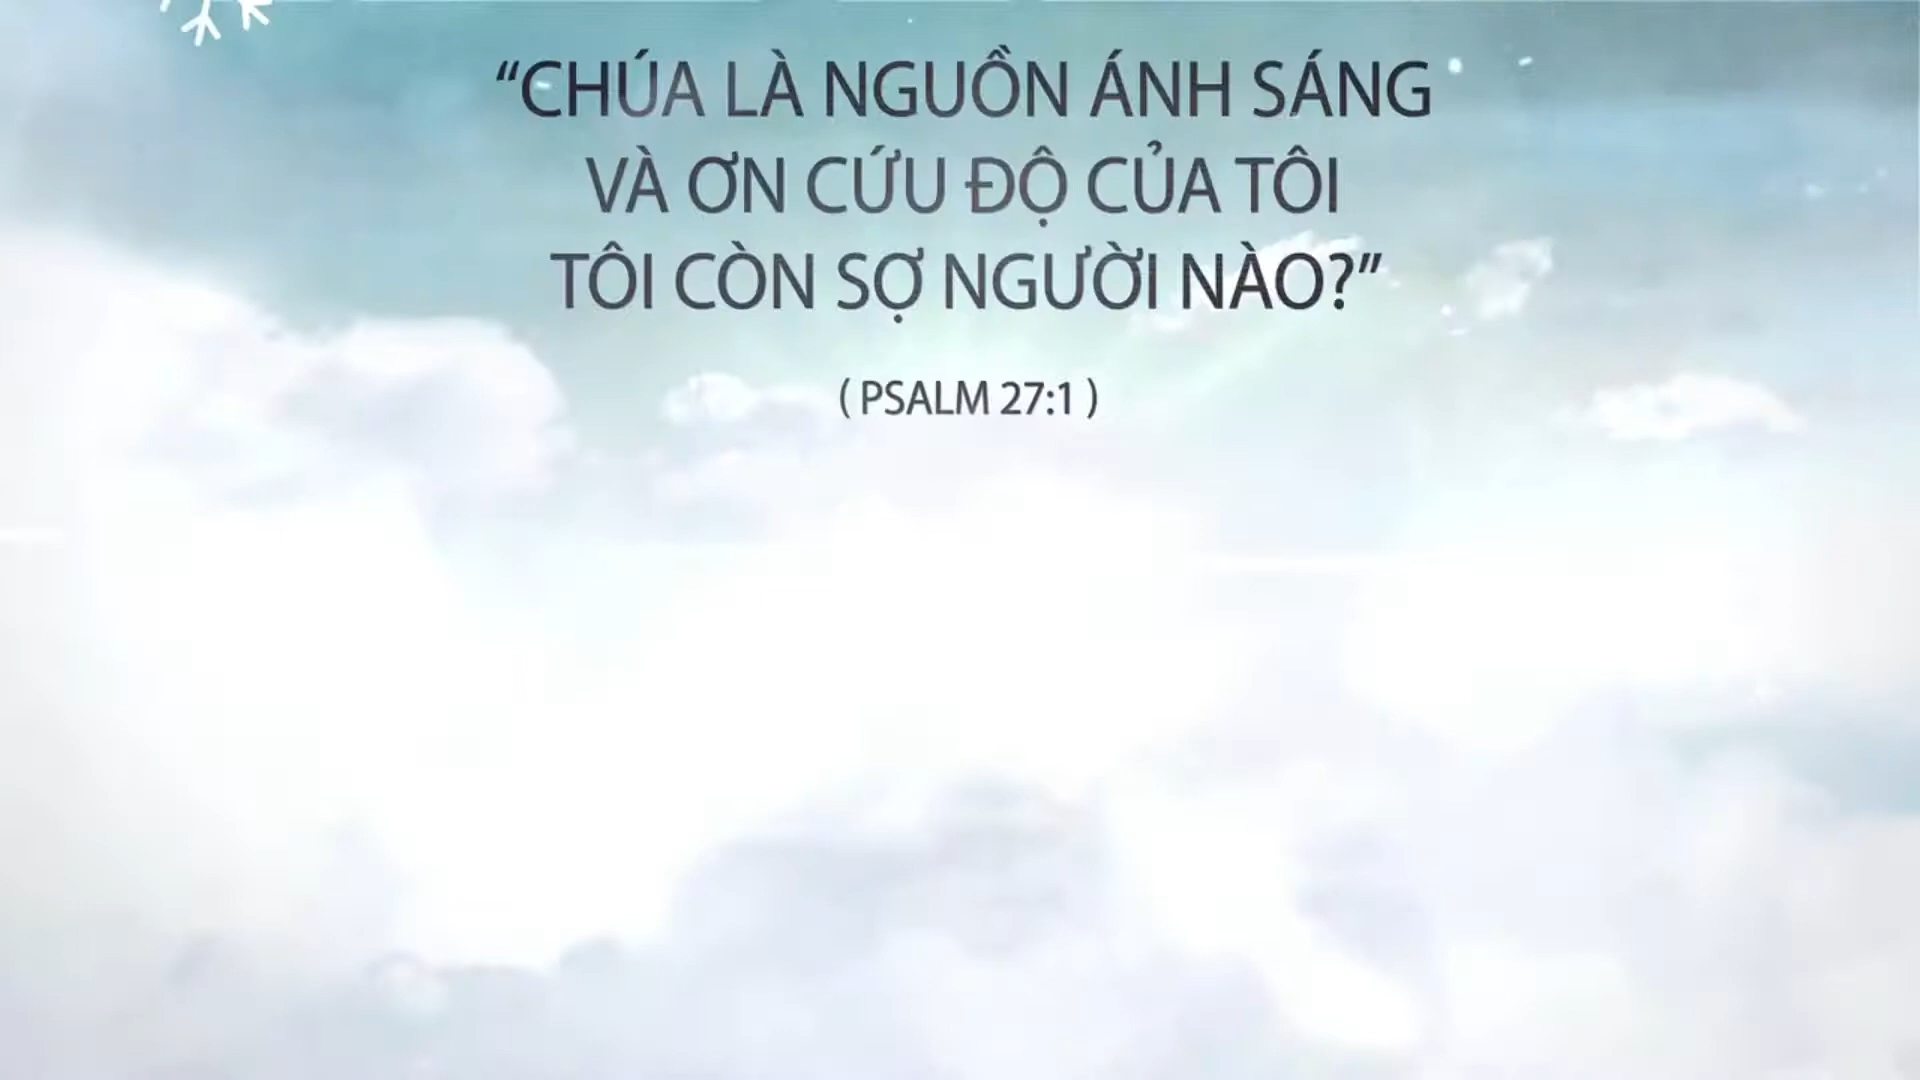 “CHÚA LÀ NGUỒN ÁNH SÁNG
VÀ ƠN CỨU ĐỘ CỦA TÔI
TÔI CÒN SỢ NGƯỜI NÀO?”
( PSALM 27:1 )